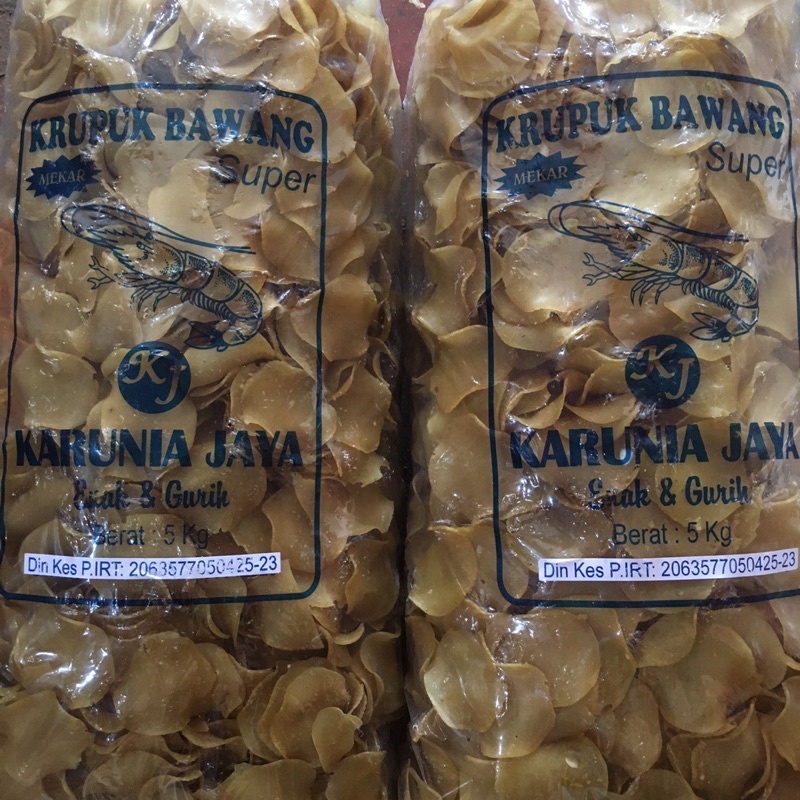 KRUPUK BAWANG
MEKAR
Super
KJ
KARUNIA JAYA
Enak & Gurih
Berat : 5 Kg
Din Kes P.IRT: 2063577050425-23
KRUPUK BAWANG
MEKAR
Super
KJ
KARUNIA JAYA
Enak & Gurih
Berat : 5 Kg
Din Kes P.IRT: 2063577050425-23